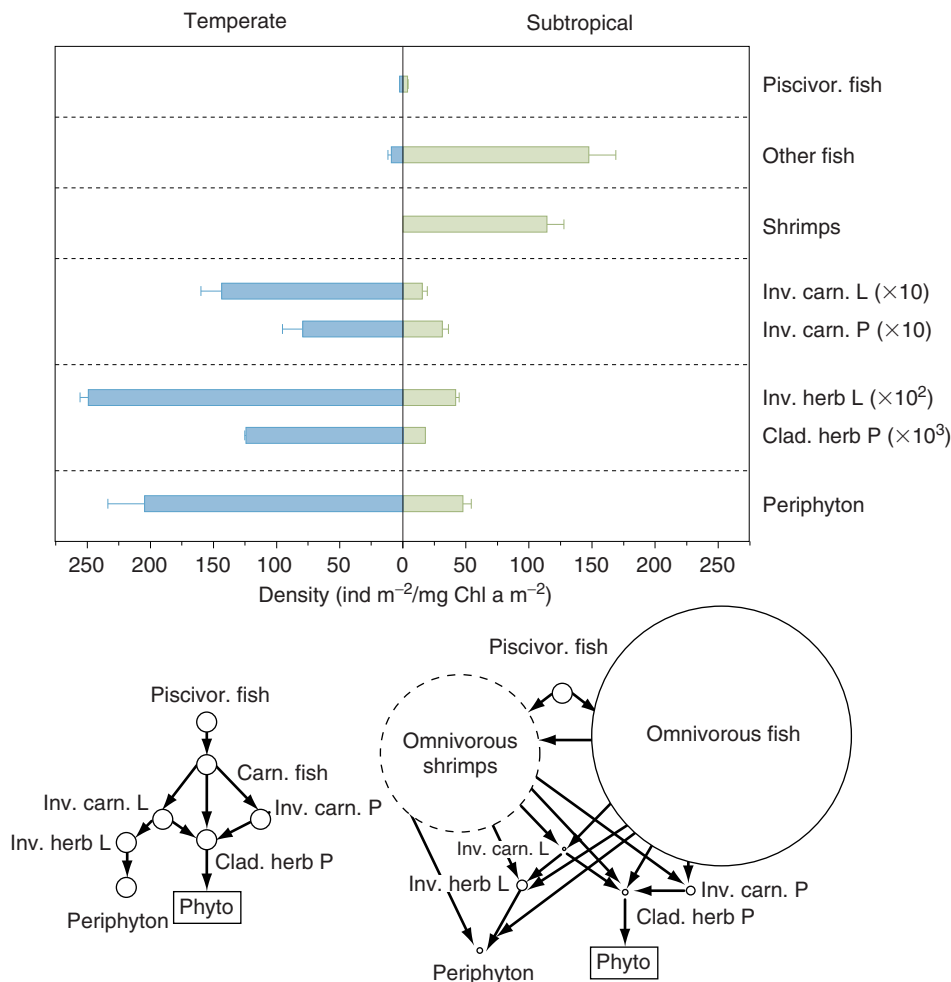 Temperate
Subtropical
Piscivor. fish
Other fish
Shrimps
Inv. carn. L (×10)
Inv. carn. P (×10)
Inv. herb L (×10²)
Clad. herb P (×10³)
Periphyton
250 200 150 100 50 0 50 100 150 200 250
Density (ind m⁻²/mg Chl a m⁻²)
Piscivor. fish
Carn. fish
Inv. carn. L
Inv. carn. P
Inv. herb L
Clad. herb P
Periphyton
Phyto
Piscivor. fish
Omnivorous
shrimps
Omnivorous fish
Inv. carn. L
Inv. herb L
Inv. carn. P
Clad. herb P
Periphyton
Phyto